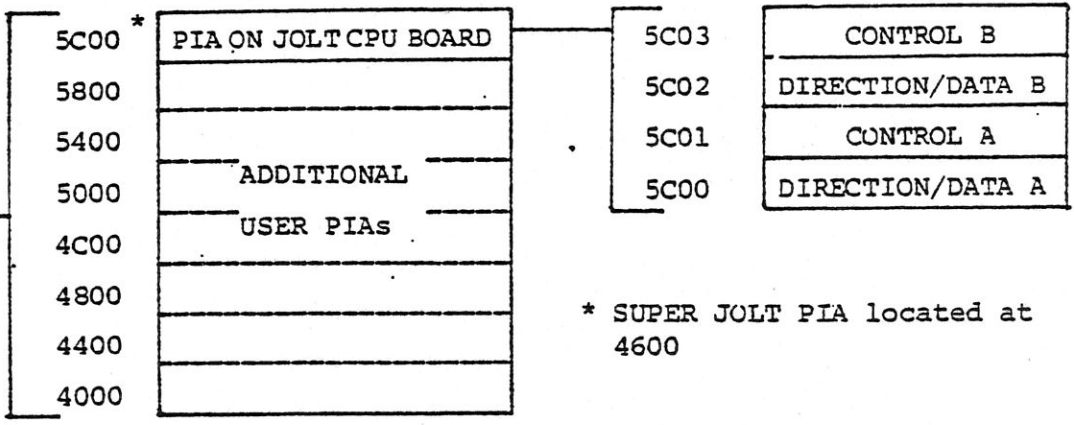 5C00 * PIA ON JOLT CPU BOARD
5800
5400
5000
4C00
4800
4400
4000
ADDITIONAL
USER PIAs
5C03 CONTROL B
5C02 DIRECTION/DATA B
5C01 CONTROL A
5C00 DIRECTION/DATA A
* SUPER JOLT PIA located at
4600